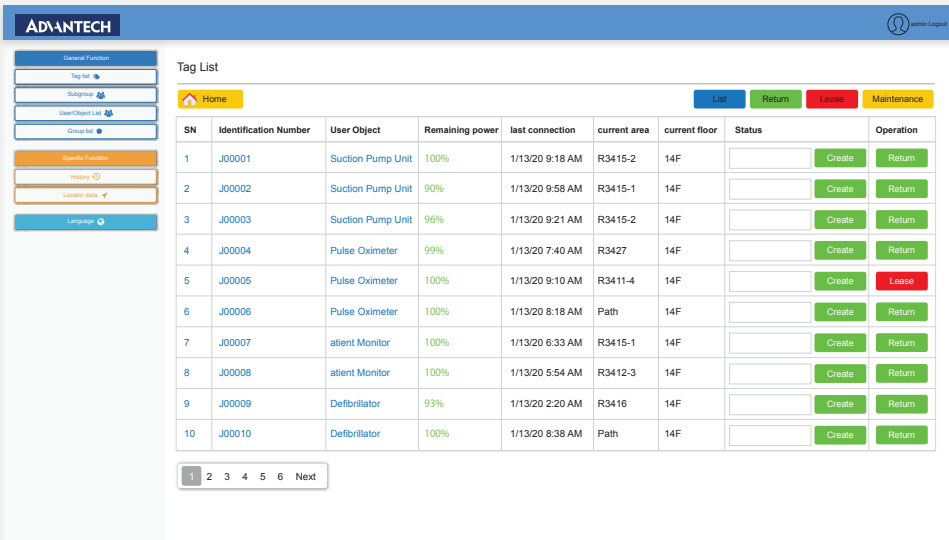 ADVANTECH
admin Logout
General Function
Tag list
Subgroup
User/Object List
Group list
Specific Function
History
Locator data
Language
Tag List
Home List Return Lease Maintenance
SN Identification Number User Object Remaining power last connection current area current floor Status Operation
1 J00001 Suction Pump Unit 100% 1/13/20 9:18 AM R3415-2 14F Create Return
2 J00002 Suction Pump Unit 90% 1/13/20 9:58 AM R3415-1 14F Create Return
3 J00003 Suction Pump Unit 96% 1/13/20 9:21 AM R3415-2 14F Create Return
4 J00004 Pulse Oximeter 99% 1/13/20 7:40 AM R3427 14F Create Return
5 J00005 Pulse Oximeter 100% 1/13/20 9:10 AM R3411-4 14F Create Lease
6 J00006 Pulse Oximeter 100% 1/13/20 8:18 AM Path 14F Create Return
7 J00007 atient Monitor 100% 1/13/20 6:33 AM R3415-1 14F Create Return
8 J00008 atient Monitor 100% 1/13/20 5:54 AM R3412-3 14F Create Return
9 J00009 Defibrillator 93% 1/13/20 2:20 AM R3416 14F Create Return
10 J00010 Defibrillator 100% 1/13/20 8:38 AM Path 14F Create Return
1 2 3 4 5 6 Next